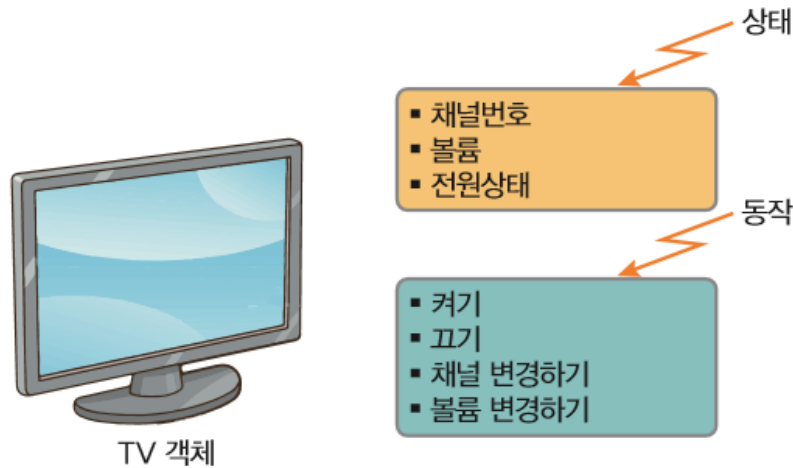 상태
▪ 채널번호
▪ 볼륨
▪ 전원상태
동작
▪ 켜기
▪ 끄기
▪ 채널 변경하기
▪ 볼륨 변경하기
TV 객체